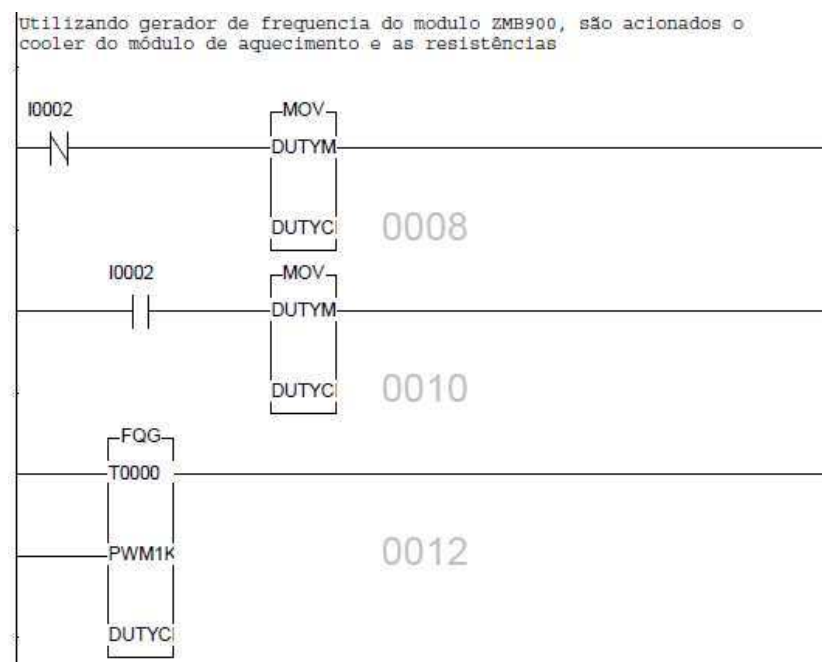 Utilizando gerador de frequencia do modulo ZMB900, são acionados o
cooler do módulo de aquecimento e as resistências
I0002
MOV
DUTYM
DUTYC
0008
I0002
MOV
DUTYM
DUTYC
0010
FQG
T0000
PWM1K
0012
DUTYC